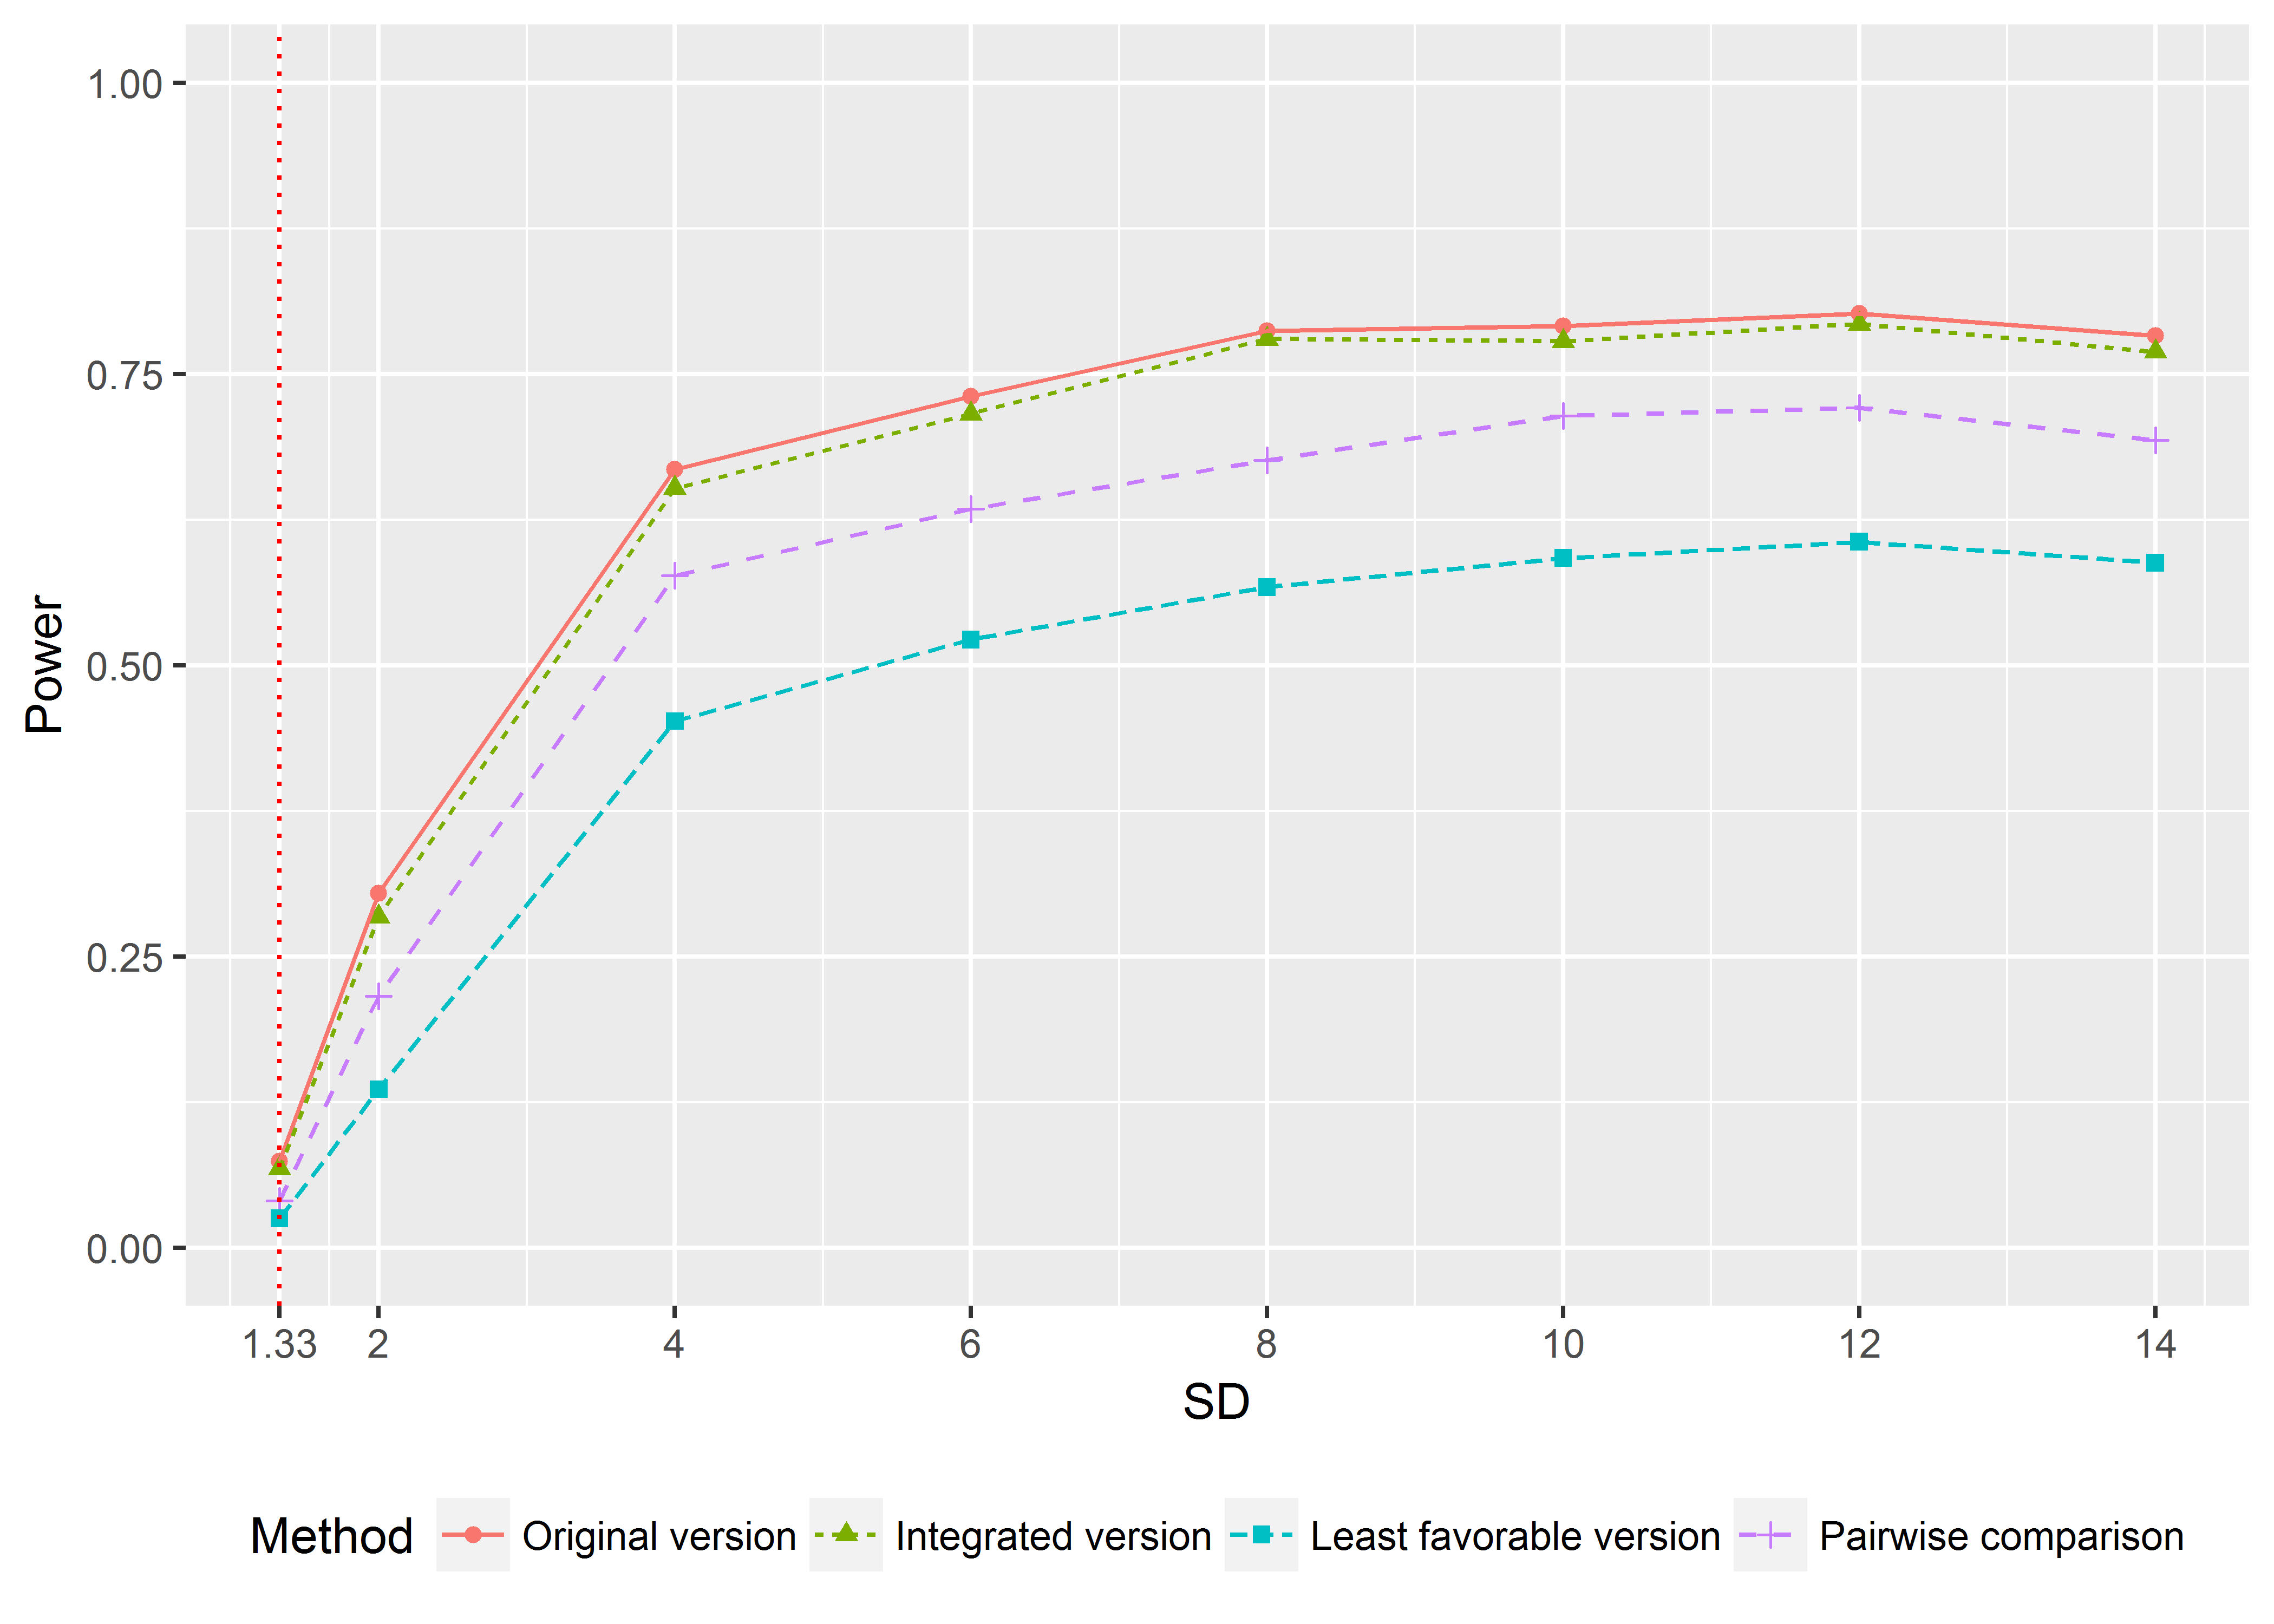 1.00
0.75
0.50
0.25
0.00
Power
1.33 2 4 6 8 10 12 14
SD
Method Original version Integrated version Least favorable version Pairwise comparison